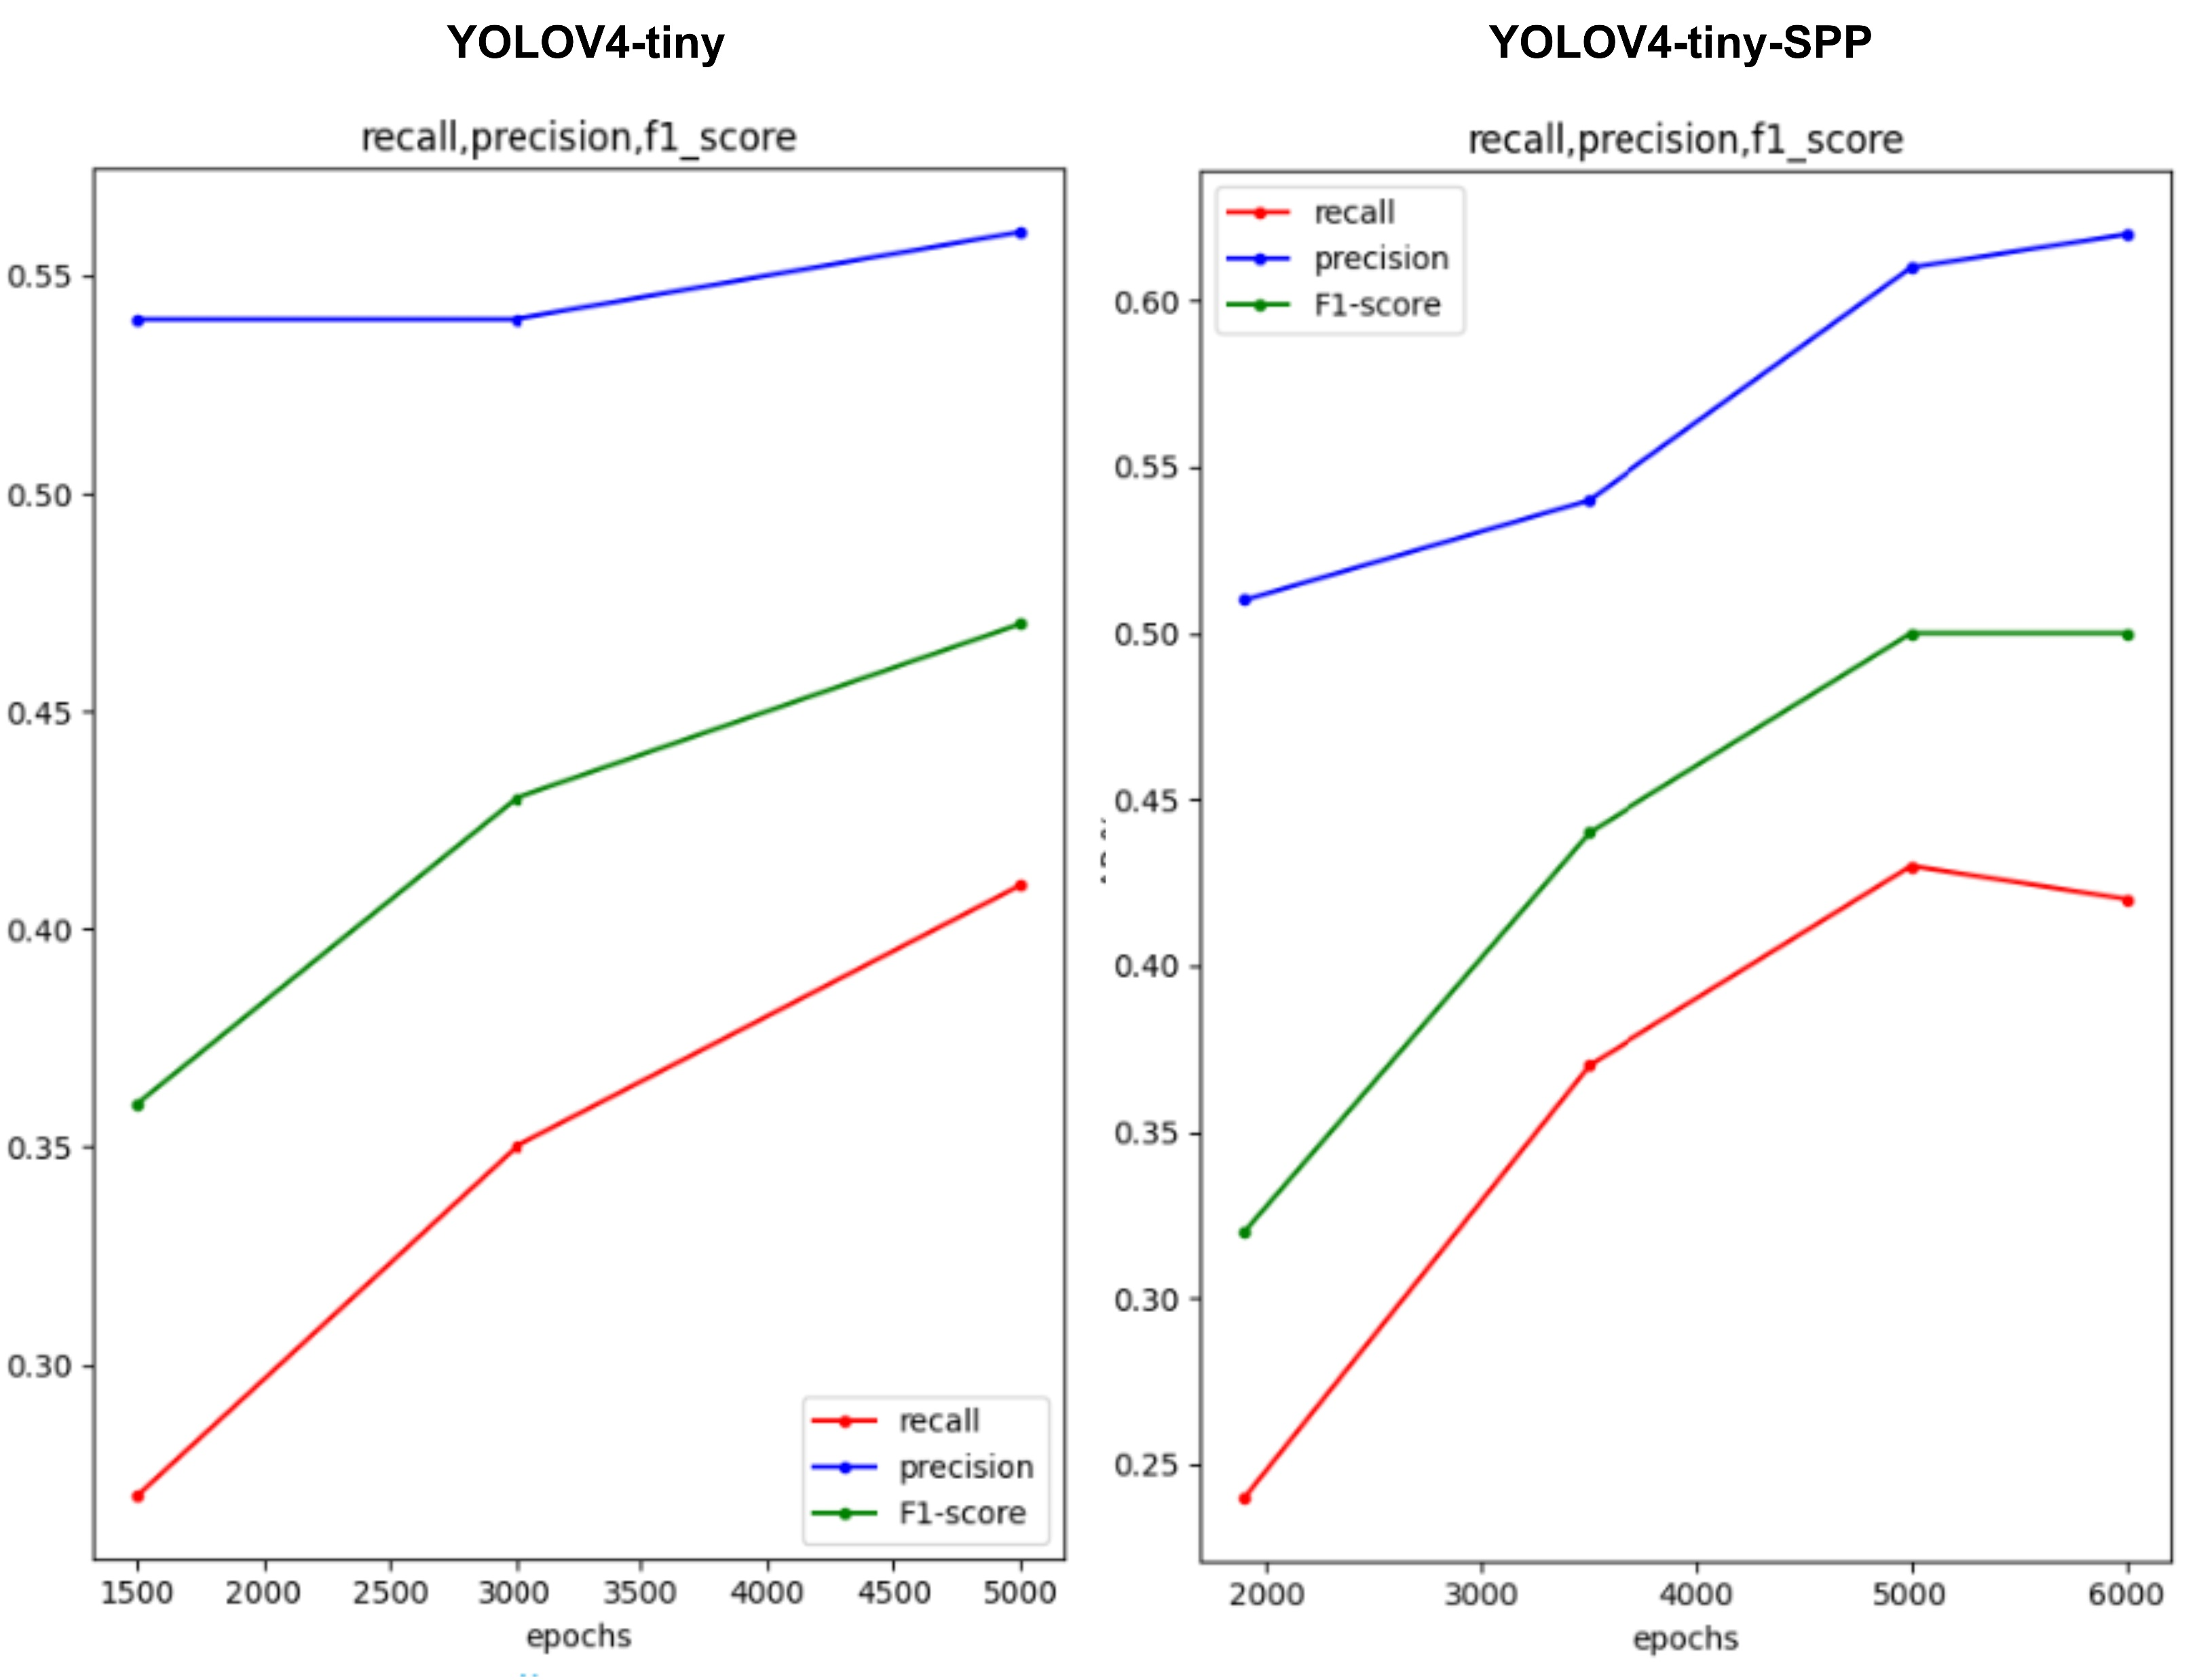 YOLOV4-tiny
recall,precision,f1_score
0.55
0.50
0.45
0.40
0.35
0.30
recall
precision
F1-score
1500 2000 2500 3000 3500 4000 4500 5000
epochs
YOLOV4-tiny-SPP
recall,precision,f1_score
recall
precision
F1-score
0.60
0.55
0.50
0.45
0.40
0.35
0.30
0.25
2000 3000 4000 5000 6000
epochs